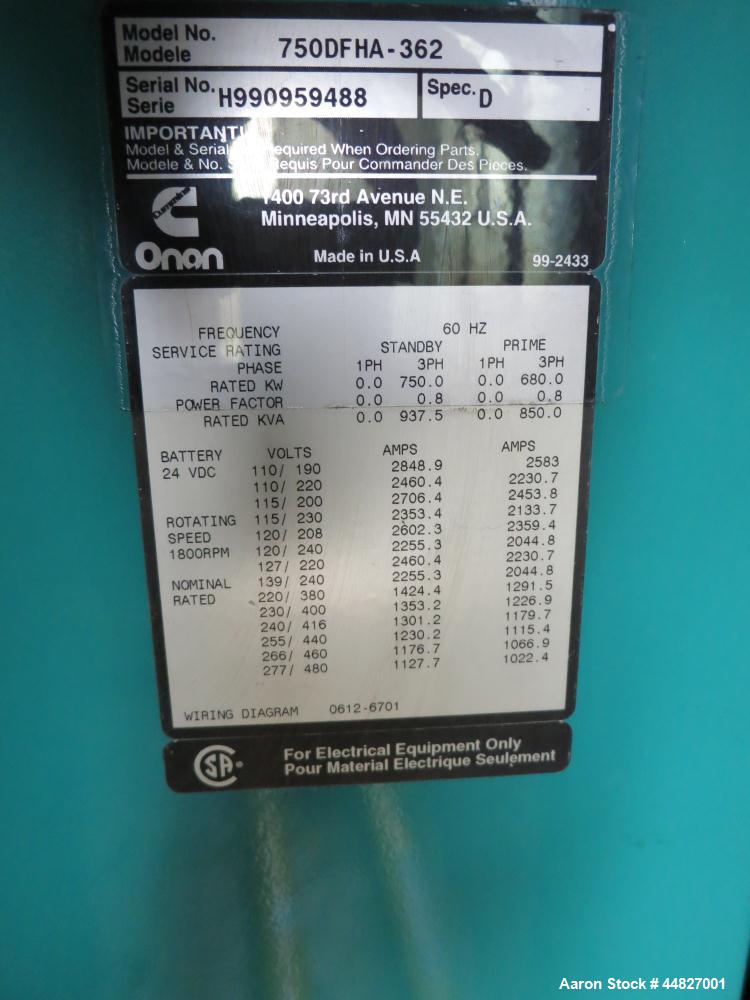 Model No.
Modele
750DFHA-362
Serial No.
Serie
H990959488
Spec.
D
IMPORTANT
Model & Serial Required When Ordering Parts.
Modele & No. Requis Pour Commander Des Pieces.
Cummins
1400 73rd Avenue N.E.
Minneapolis, MN 55432 U.S.A.
Onan
Made in U.S.A
99-2433
FREQUENCY 60 HZ
SERVICE RATING STANDBY PRIME
PHASE 1PH 3PH 1PH 3PH
RATED KW 0.0 750.0 0.0 680.0
POWER FACTOR 0.0 0.8 0.0 0.8
RATED KVA 0.0 937.5 0.0 850.0
BATTERY VOLTS AMPS AMPS
24 VDC 110/ 190 2848.9 2583
110/ 220 2460.4 2230.7
115/ 200 2706.4 2453.8
ROTATING 115/ 230 2353.4 2133.7
SPEED 120/ 208 2602.3 2359.4
1800RPM 120/ 240 2255.3 2044.8
127/ 220 2460.4 2230.7
NOMINAL 139/ 240 2255.3 2044.8
RATED 220/ 380 1424.4 1291.5
230/ 400 1353.2 1226.9
240/ 416 1301.2 1179.7
255/ 440 1230.2 1115.4
266/ 460 1176.7 1066.9
277/ 480 1127.7 1022.4
WIRING DIAGRAM 0612-6701
SA
For Electrical Equipment Only
Pour Material Electrique Seulement
Aaron Stock # 44827001